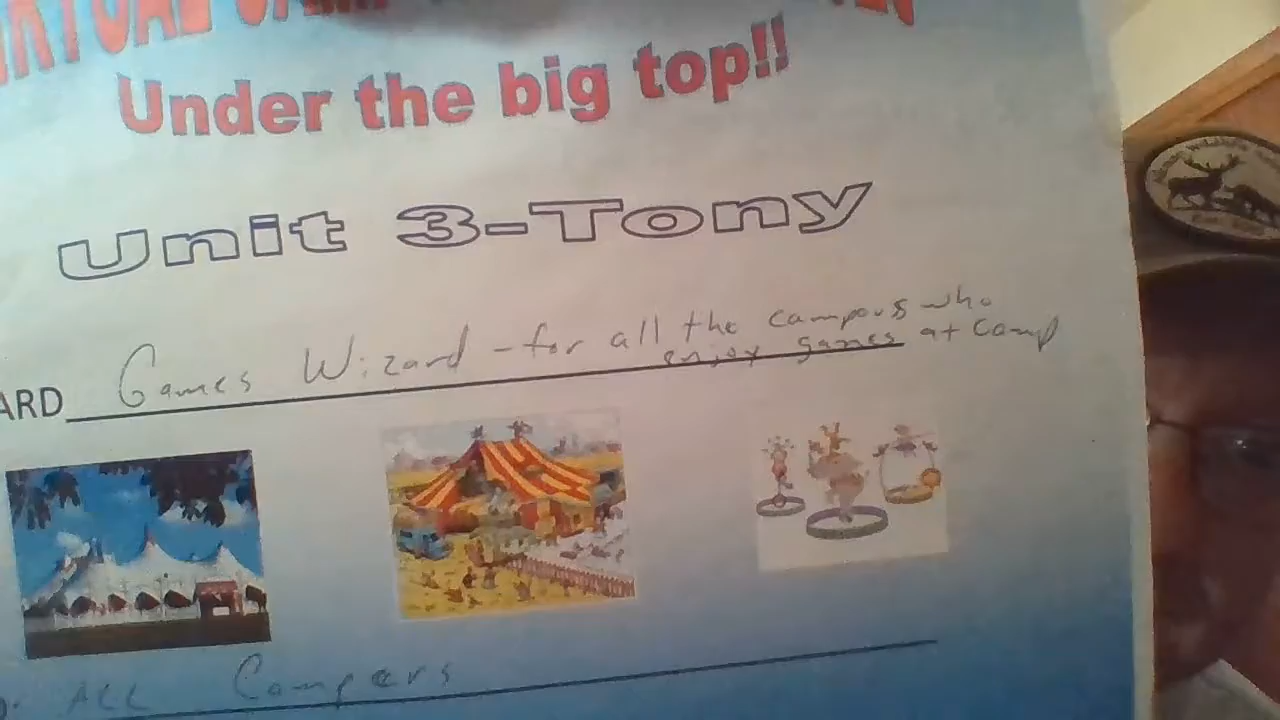 Under the big top!!
Unit 3-Tony
ARD Games Wizard - for all the campers who
enjoy games at Camp
ALL Campers